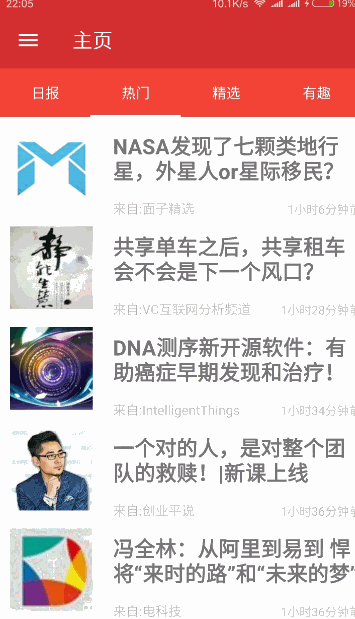 22:05 10.1K/s 19%
主页
日报 热门 精选 有趣
NASA发现了七颗类地行
星，外星人or星际移民？
来自:面子精选 1小时6分钟前
共享单车之后，共享租车
会不会是下一个风口？
来自:VC互联网分析频道 1小时28分钟前
静
能生慧
DNA测序新开源软件：有
助癌症早期发现和治疗！
来自:IntelligentThings 1小时34分钟前
一个对的人，是对整个团
队的救赎！|新课上线
来自:创业平说 1小时36分钟前
冯全林：从阿里到易到 悍
将“来时的路”和“未来的梦”
来自:电科技 1小时36分钟前